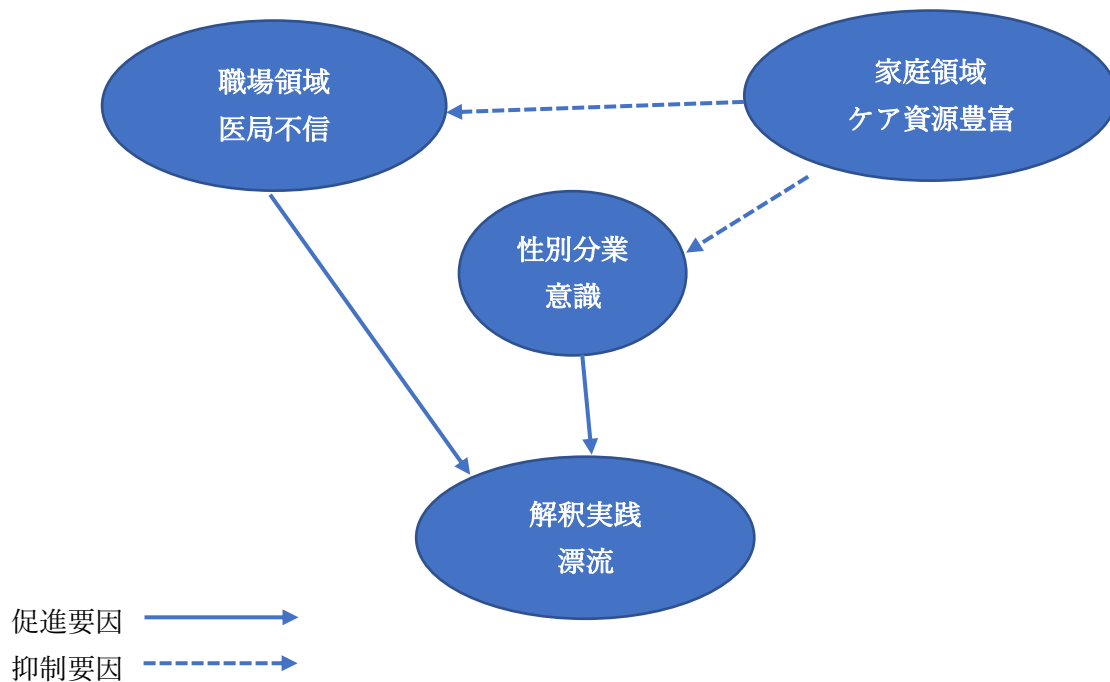 職場領域
医局不信
家庭領域
ケア資源豊富
性別分業
意識
解釈実践
漂流
促進要因
抑制要因